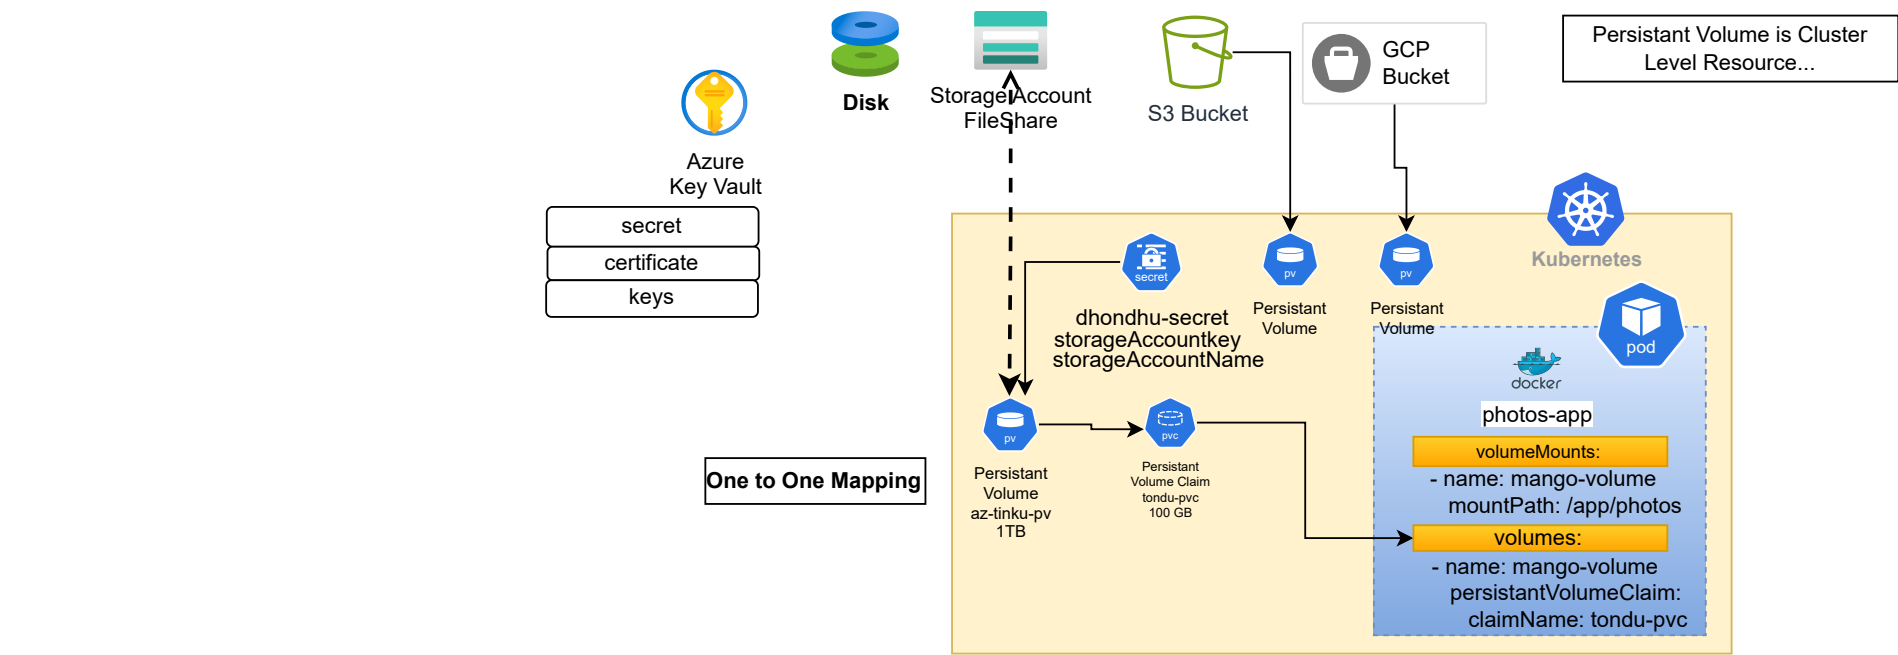 Disk
Storage Account
FileShare
S3 Bucket
GCP
Bucket
Persistant Volume is Cluster
Level Resource...
Azure
Key Vault
secret
certificate
keys
Kubernetes
secret
dhondhu-secret
storageAccountkey
storageAccountName
pv
Persistant
Volume
pv
Persistant
Volume
pod
docker
photos-app
volumeMounts:
- name: mango-volume
mountPath: /app/photos
volumes:
- name: mango-volume
persistantVolumeClaim:
claimName: tondu-pvc
One to One Mapping
pv
Persistant
Volume
az-tinku-pv
1TB
pvc
Persistant
Volume Claim
tondu-pvc
100 GB